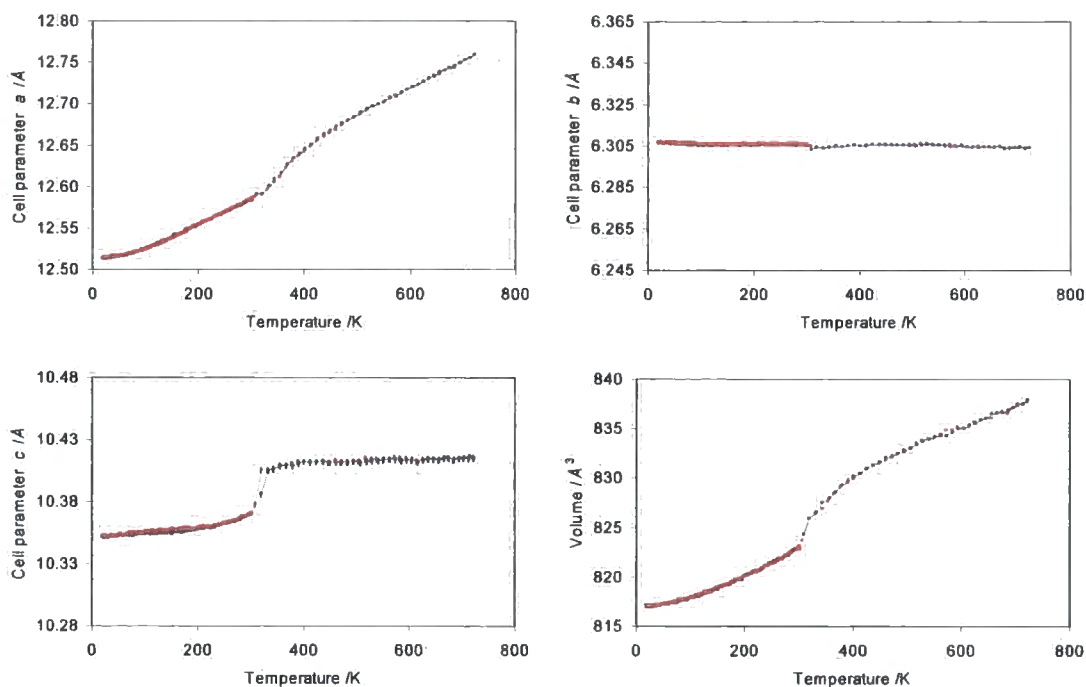 12.80
12.75
12.70
12.65
12.60
12.55
12.50
Cell parameter a /Å
0 200 400 600 800
Temperature /K
6.365
6.345
6.325
6.305
6.285
6.265
6.245
Cell parameter b /Å
0 200 400 600 800
Temperature /K
10.48
10.43
10.38
10.33
10.28
Cell parameter c /Å
0 200 400 600 800
Temperature /K
840
835
830
825
820
815
Volume /Å³
0 200 400 600 800
Temperature /K